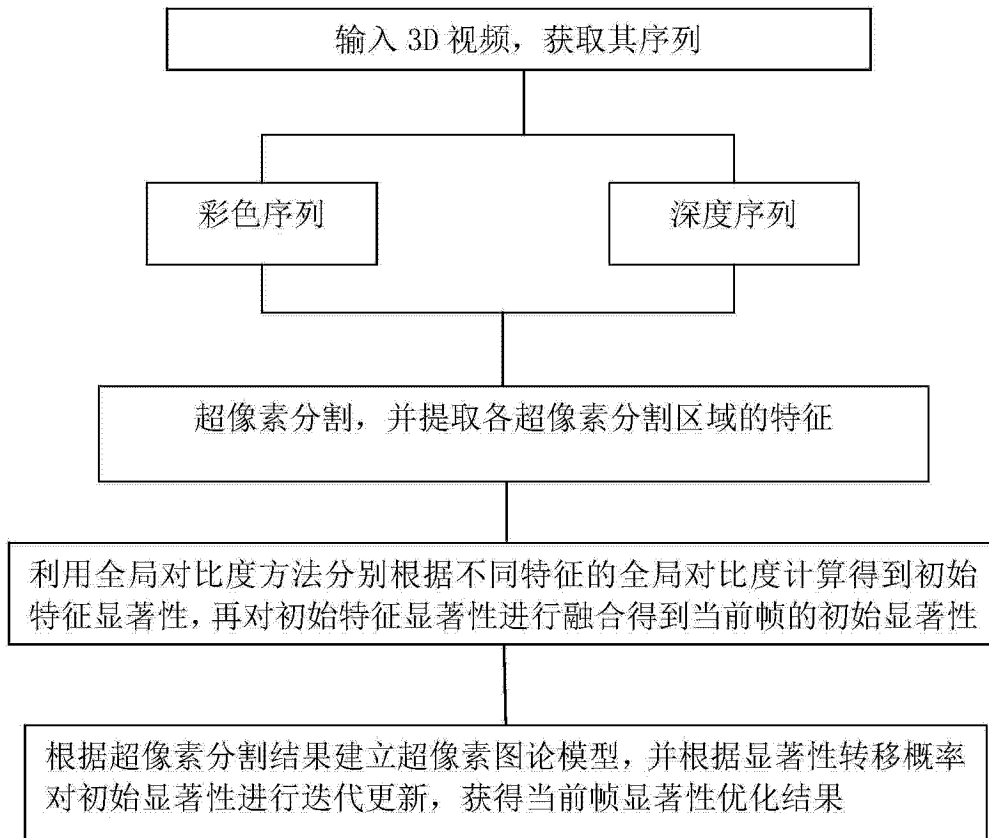 输入 3D 视频，获取其序列
彩色序列
深度序列
超像素分割，并提取各超像素分割区域的特征
利用全局对比度方法分别根据不同特征的全局对比度计算得到初始
特征显著性，再对初始特征显著性进行融合得到当前帧的初始显著性
根据超像素分割结果建立超像素图论模型，并根据显著性转移概率
对初始显著性进行迭代更新，获得当前帧显著性优化结果